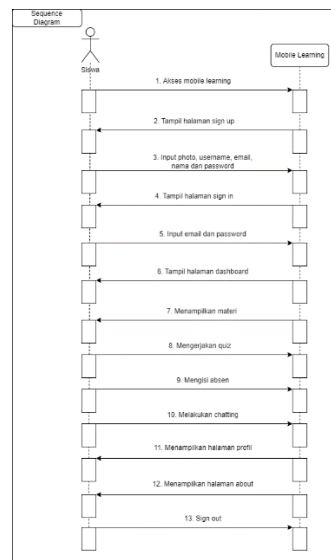 Sequence
Diagram
Siswa
Mobile Learning
1. Akses mobile learning
2. Tampil halaman sign up
3. Input photo, username, email,
nama dan password
4. Tampil halaman sign in
5. Input email dan password
6. Tampil halaman dashboard
7. Menampilkan materi
8. Mengerjakan quiz
9. Mengisi absen
10. Melakukan chatting
11. Menampilkan halaman profil
12. Menampilkan halaman about
13. Sign out